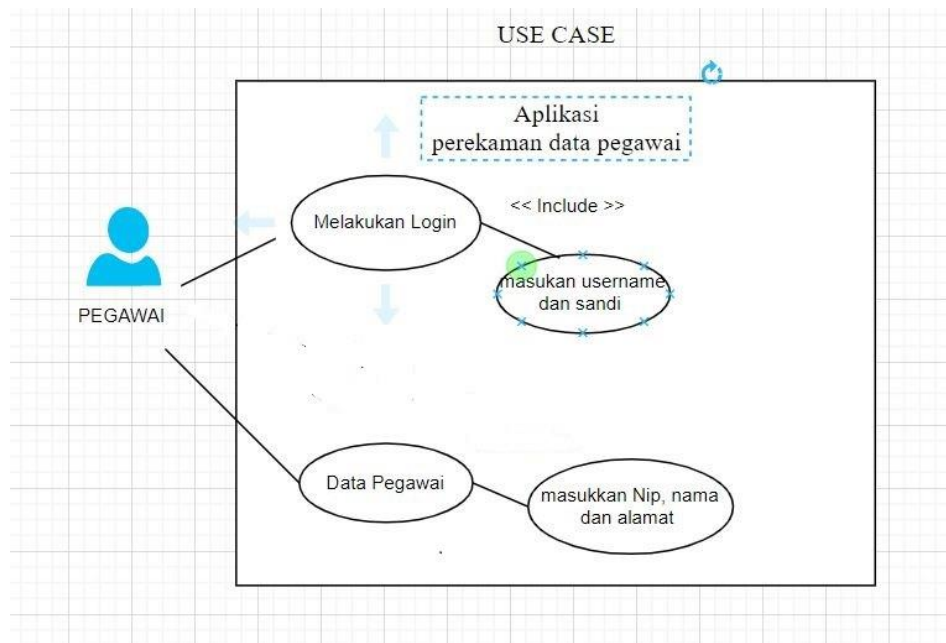 USE CASE
Aplikasi
perekaman data pegawai
Melakukan Login
<< Include >>
masukan username
dan sandi
PEGAWAI
Data Pegawai
masukkan Nip, nama
dan alamat